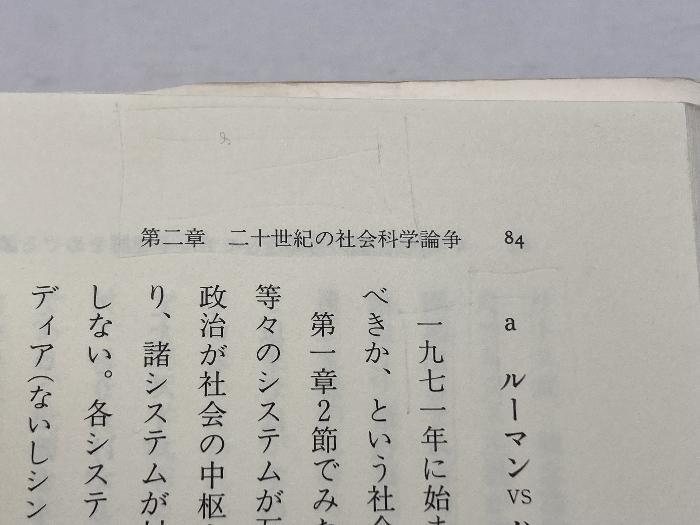 84
第二章　二十世紀の社会科学論争
a　ルーマン VS
一九七一年に始ま
べきか、という社会
第一章2節でみ
等々のシステムが
政治が社会の中枢
り、諸システムが
しない。各システ
ディア（ないしシン